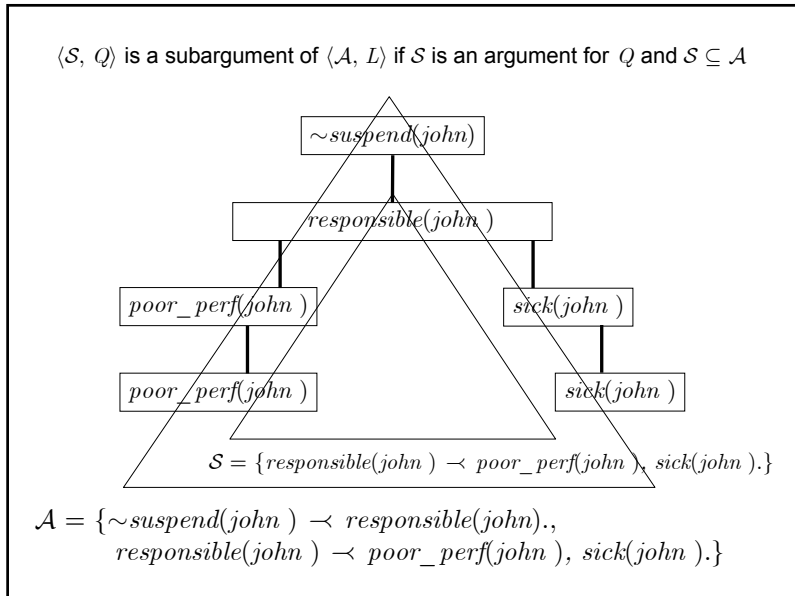 ⟨𝒮, Q⟩ is a subargument of ⟨𝒜, L⟩ if 𝒮 is an argument for Q and 𝒮 ⊆ 𝒜
~suspend(john)
responsible(john )
poor_perf(john )
sick(john )
poor_perf(john )
sick(john )
𝒮 = {responsible(john ) ⤙ poor_perf(john ), sick(john ).}
𝒜 = {~suspend(john ) ⤙ responsible(john).,
responsible(john ) ⤙ poor_perf(john ), sick(john ).}